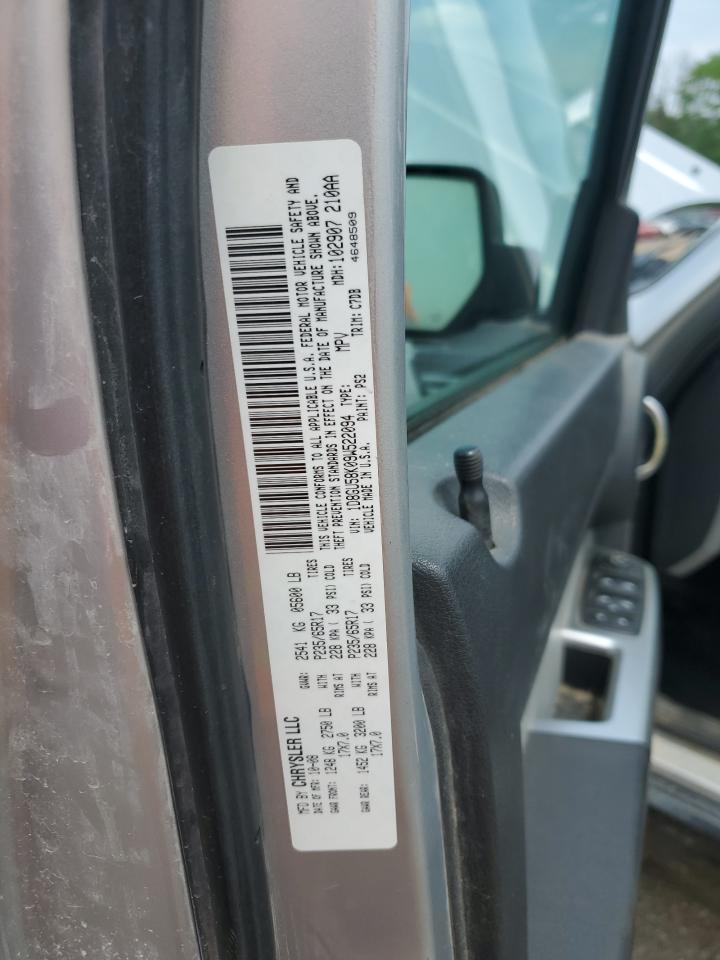 MFD BY CHRYSLER LLC
DATE OF MFR: 10-08 GVWR: 2541 KG 05600 LB
GAWR FRONT: 1248 KG 2750 LB WITH P235/65R17 TIRES
17X7.0 RIMS AT 228 KPA ( 33 PSI) COLD
GAWR REAR: 1452 KG 3200 LB WITH P235/65R17 TIRES
17X7.0 RIMS AT 228 KPA ( 33 PSI) COLD
THIS VEHICLE CONFORMS TO ALL APPLICABLE U.S.A. FEDERAL MOTOR VEHICLE SAFETY AND
THEFT PREVENTION STANDARDS IN EFFECT ON THE DATE OF MANUFACTURE SHOWN ABOVE.
VIN: 1D8GU58K09W522094 TYPE: MPV MDH: 102907 210AA
VEHICLE MADE IN U.S.A. PAINT: PS2 TRIM: C7DB 4648509